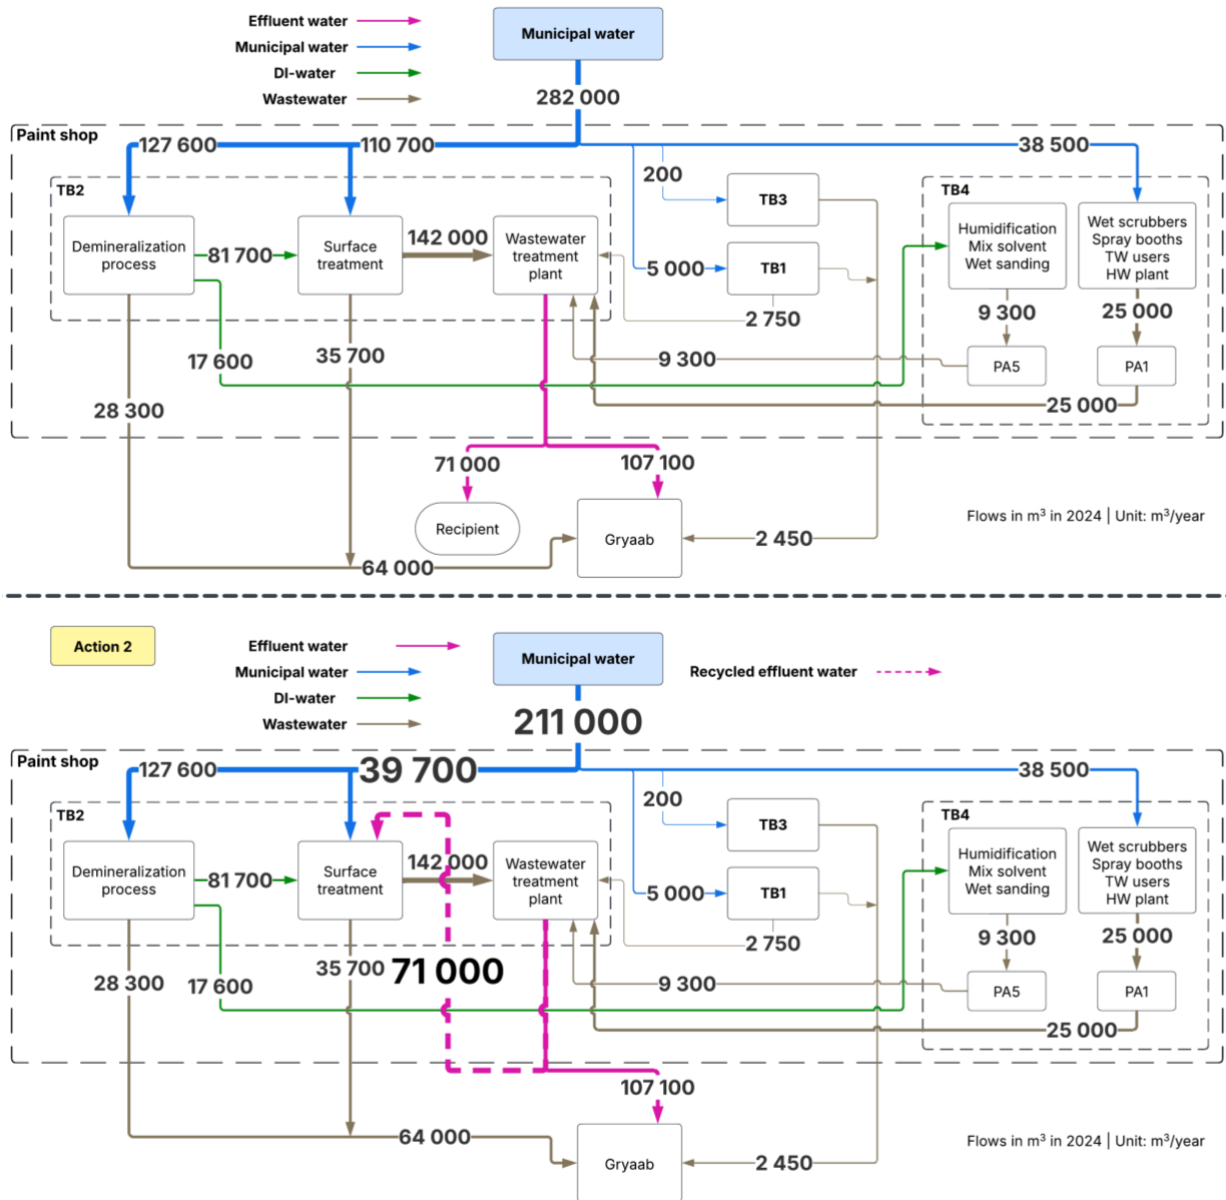 Effluent water
Municipal water
Municipal water
DI-water
Wastewater
282 000
Paint shop
127 600
110 700
38 500
200
TB2
TB3
TB4
Demineralization
process
81 700
Surface
treatment
142 000
Wastewater
treatment
plant
5 000
TB1
Humidification
Mix solvent
Wet sanding
Wet scrubbers
Spray booths
TW users
HW plant
2 750
9 300
25 000
17 600
35 700
9 300
PA5
PA1
28 300
25 000
71 000
107 100
Recipient
Gryaab
2 450
64 000
Flows in m³ in 2024 | Unit: m³/year
Action 2
Effluent water
Municipal water
Municipal water
Recycled effluent water
DI-water
Wastewater
211 000
Paint shop
127 600
39 700
38 500
200
TB2
TB3
TB4
Demineralization
process
81 700
Surface
treatment
142 000
Wastewater
treatment
plant
5 000
TB1
Humidification
Mix solvent
Wet sanding
Wet scrubbers
Spray booths
TW users
HW plant
2 750
9 300
25 000
28 300
17 600
35 700
71 000
9 300
PA5
PA1
25 000
107 100
64 000
Gryaab
2 450
Flows in m³ in 2024 | Unit: m³/year